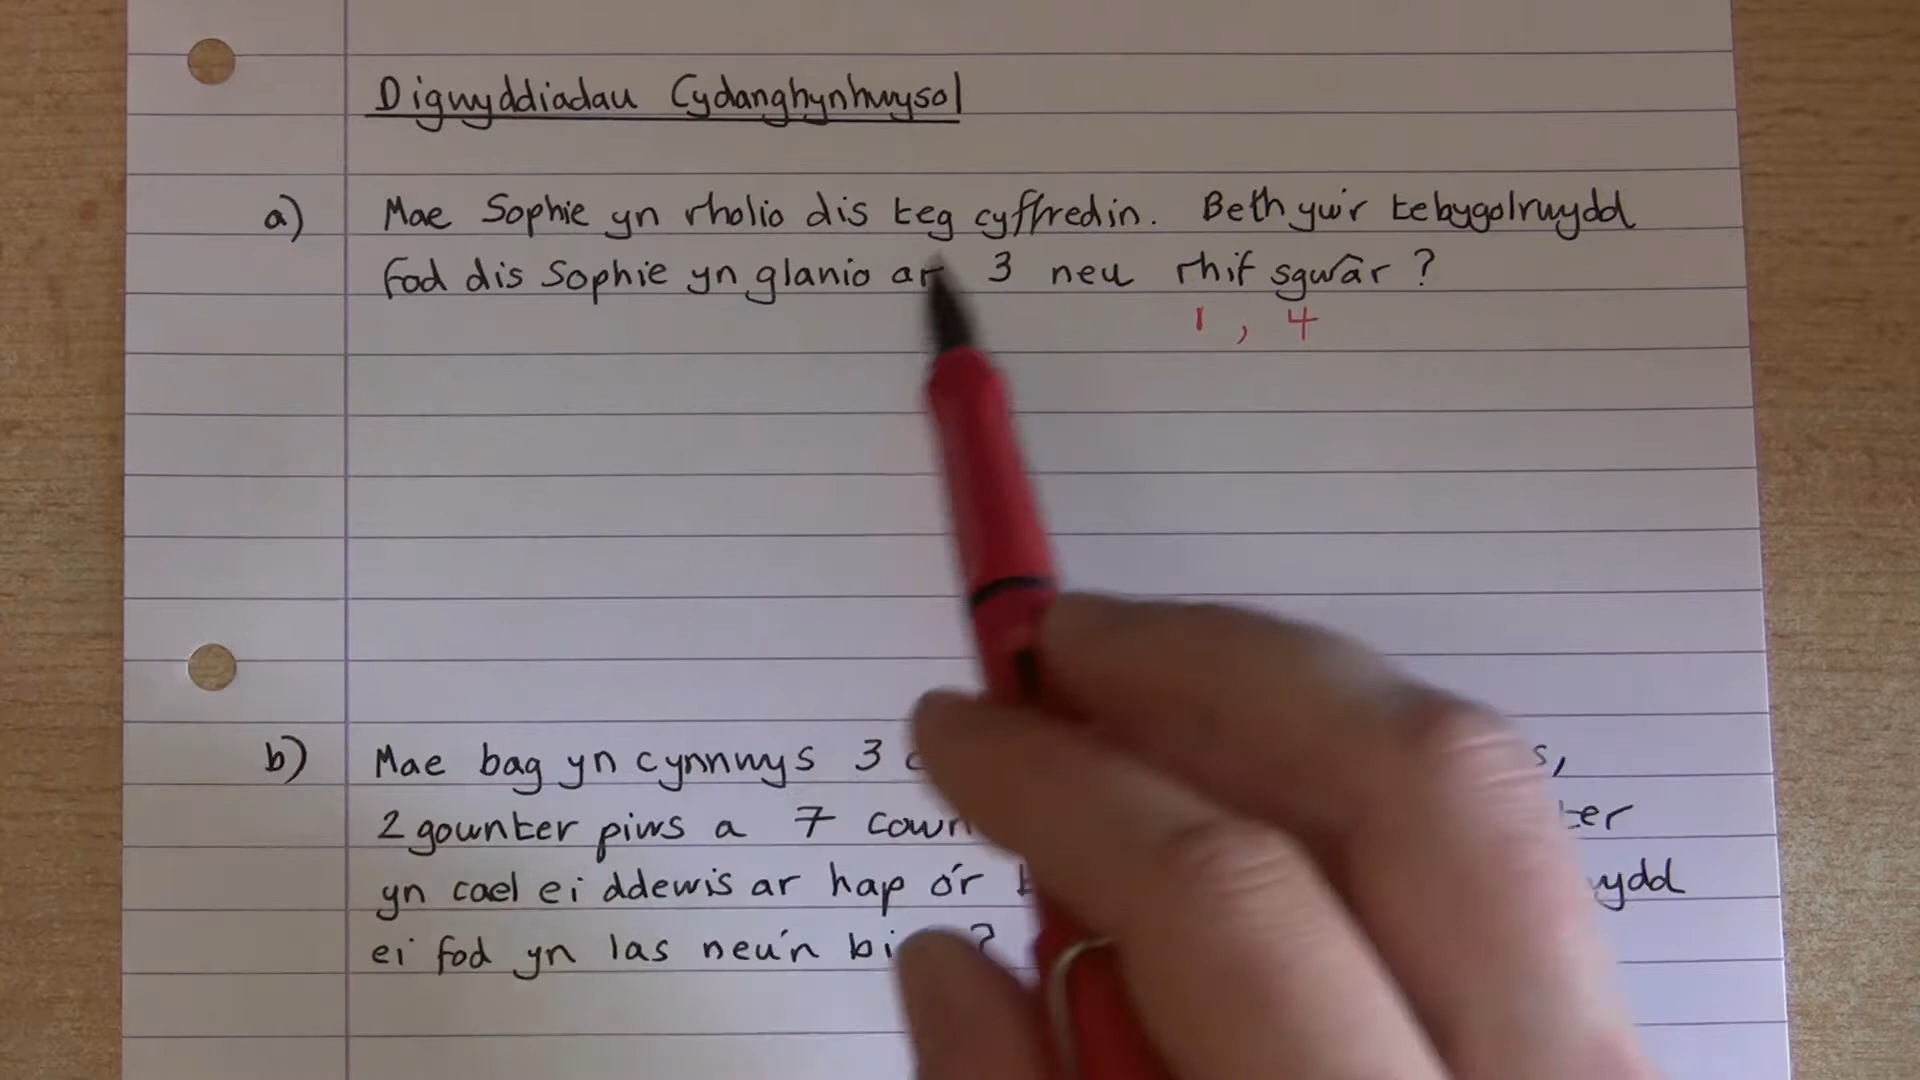 Digwyddiadau Cydanghynhwysol
a) Mae Sophie yn rholio dis teg cyffredin. Beth yw'r tebygolrwydd
fod dis Sophie yn glanio ar 3 neu rhif sgwâr ?
1 , 4
b) Mae bag yn cynnwys 3
2 gounter piws a 7
yn cael ei ddewis ar hap o'r
ei fod yn las neu'n ?